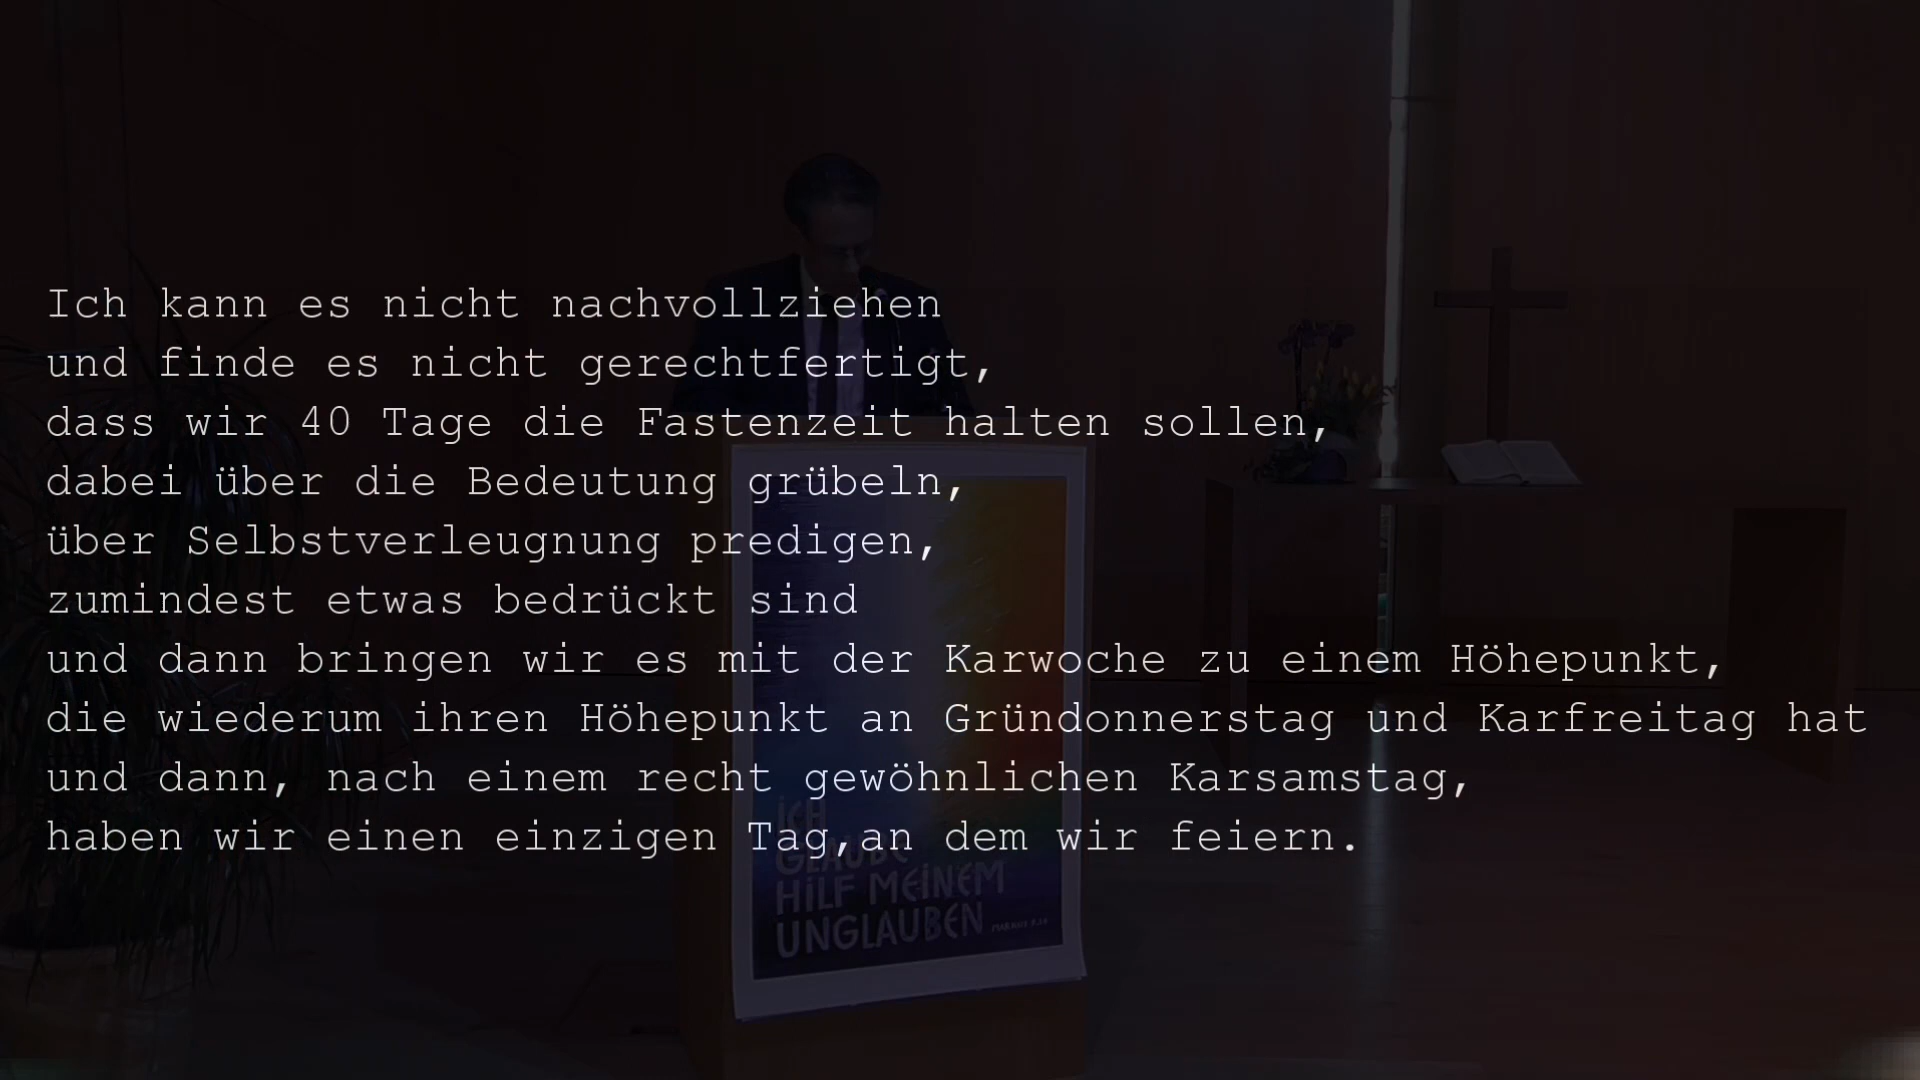 Ich kann es nicht nachvollziehen
und finde es nicht gerechtfertigt,
dass wir 40 Tage die Fastenzeit halten sollen,
dabei über die Bedeutung grübeln,
über Selbstverleugnung predigen,
zumindest etwas bedrückt sind
und dann bringen wir es mit der Karwoche zu einem Höhepunkt,
die wiederum ihren Höhepunkt an Gründonnerstag und Karfreitag hat
und dann, nach einem recht gewöhnlichen Karsamstag,
haben wir einen einzigen Tag,an dem wir feiern.
ICH
GLAUBE
HILF MEINEM
UNGLAUBEN